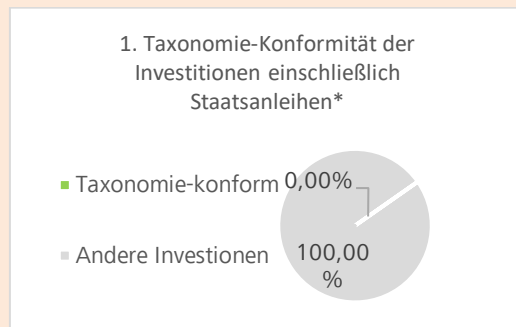 1. Taxonomie-Konformität der
Investitionen einschließlich
Staatsanleihen*
Taxonomie-konform
0,00%
Andere Investionen
100,00
%